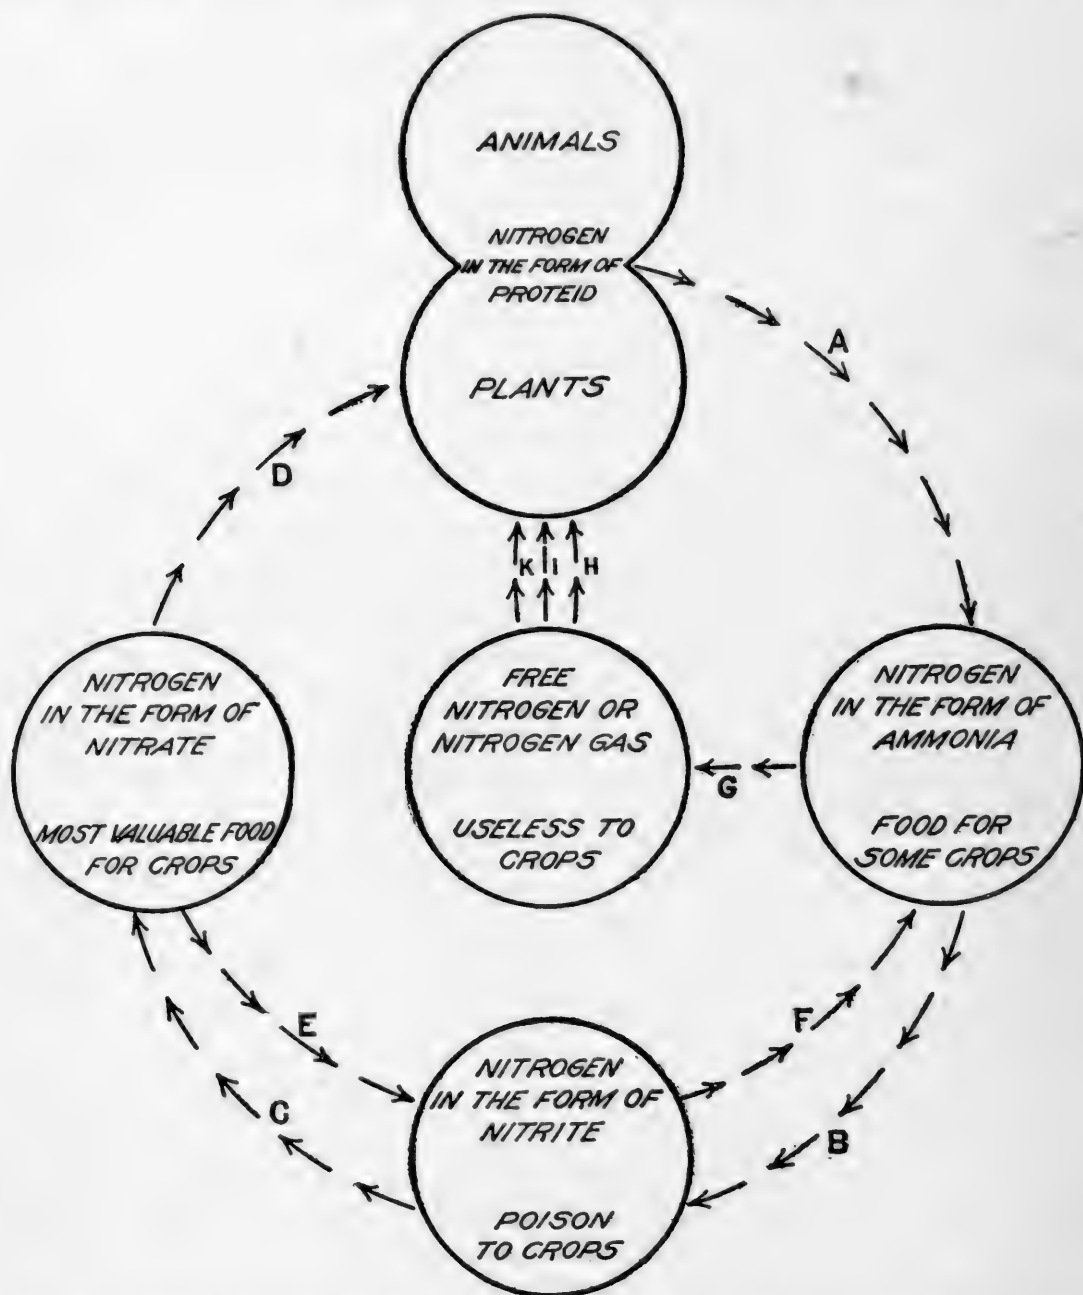 ANIMALS
NITROGEN
IN THE FORM OF
PROTEID
PLANTS
A
D
K I H
NITROGEN
IN THE FORM OF
NITRATE
MOST VALUABLE FOOD
FOR CROPS
FREE
NITROGEN OR
NITROGEN GAS
USELESS TO
CROPS
G
NITROGEN
IN THE FORM OF
AMMONIA
FOOD FOR
SOME CROPS
E
F
C
B
NITROGEN
IN THE FORM OF
NITRITE
POISON
TO CROPS